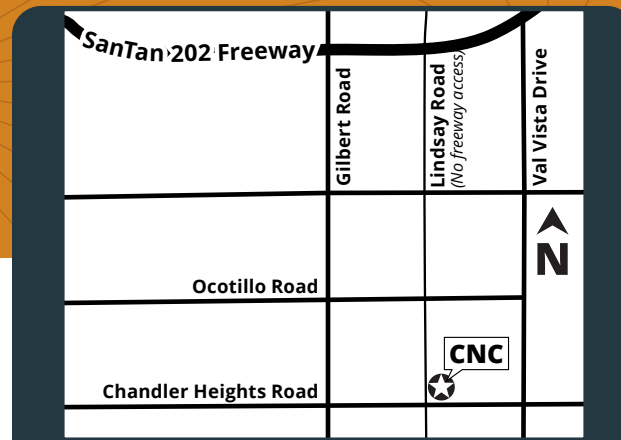 SanTan 202 Freeway
Gilbert Road
Lindsay Road
(No freeway access)
Val Vista Drive
N
Ocotillo Road
CNC
Chandler Heights Road